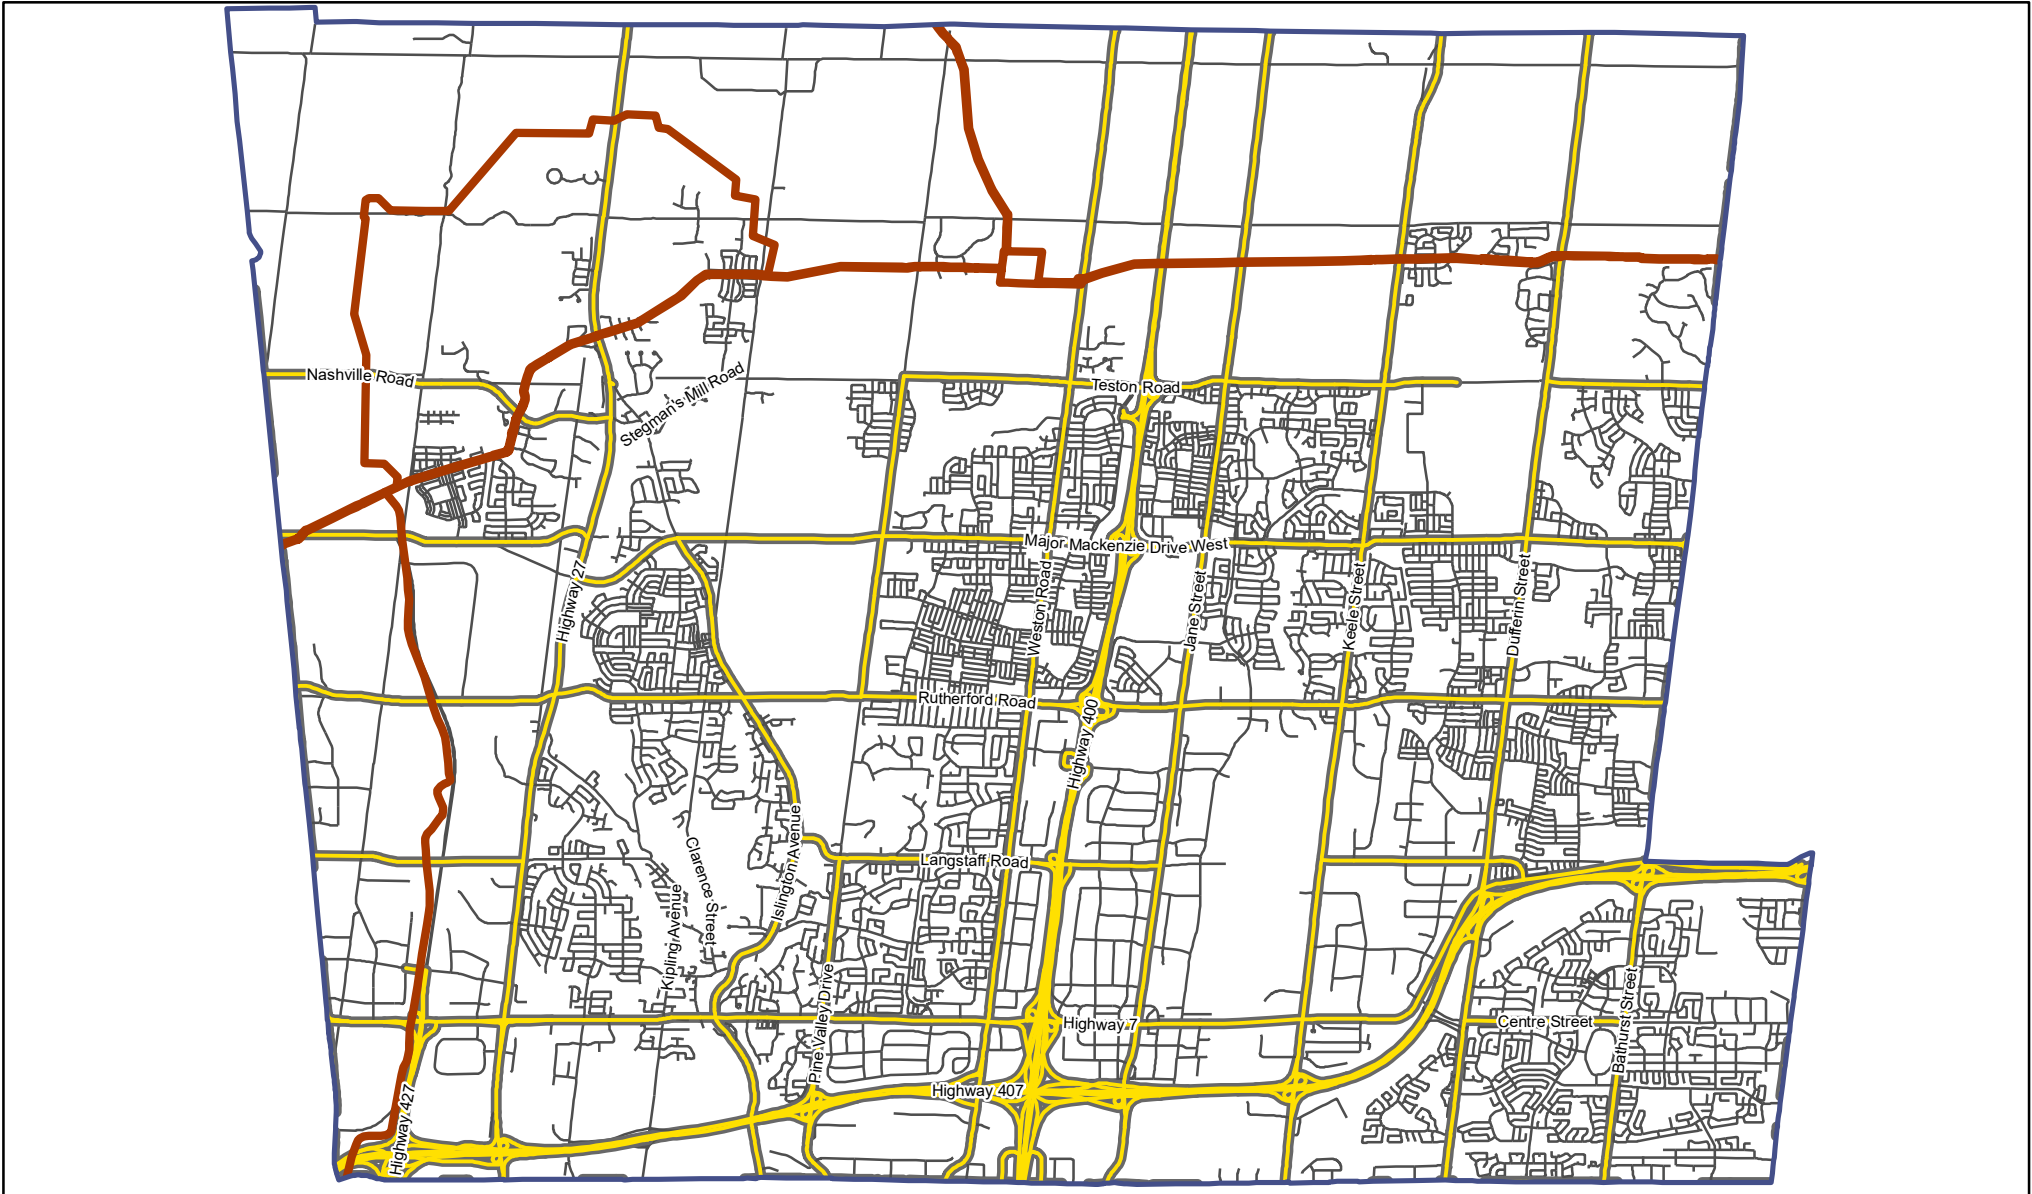 Nashville Road
Stegman's Mill Road
Teston Road
Major Mackenzie Drive West
Highway 27
Weston Road
Jane Street
Keele Street
Dufferin Street
Rutherford Road
Highway 400
Clarence Street
Islington Avenue
Langstaff Road
Kipling Avenue
Pine Valley Drive
Highway 7
Centre Street
Bathurst Street
Highway 407
Highway 427